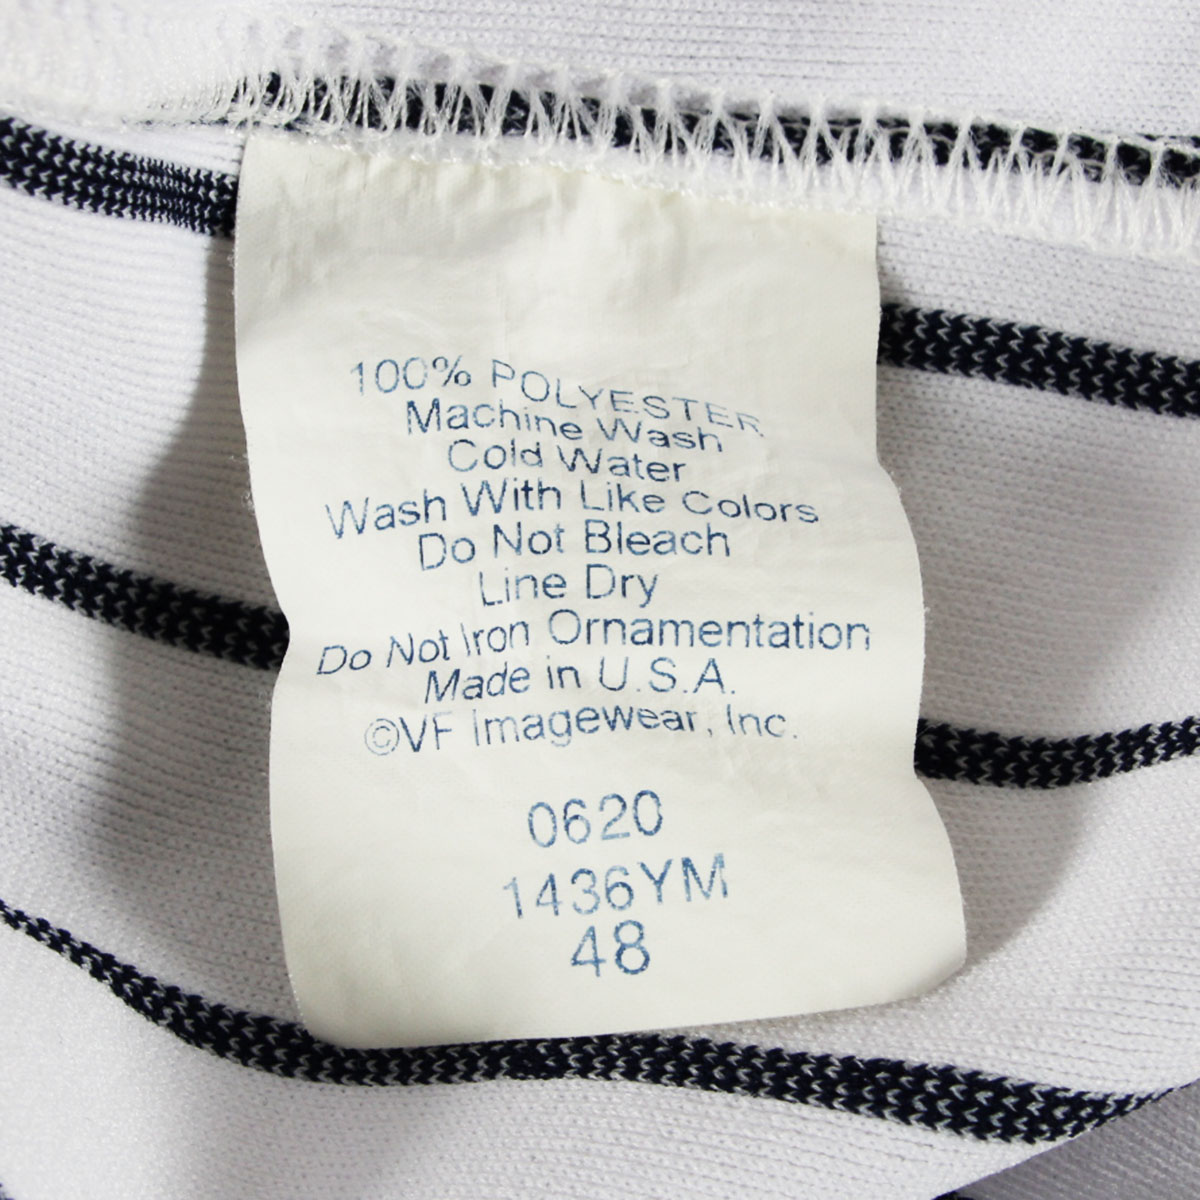 100% POLYESTER
Machine Wash
Cold Water
Wash With Like Colors
Do Not Bleach
Line Dry
Do Not Iron Ornamentation
Made in U.S.A.
©VF Imagewear, Inc.
0620
1436YM
48